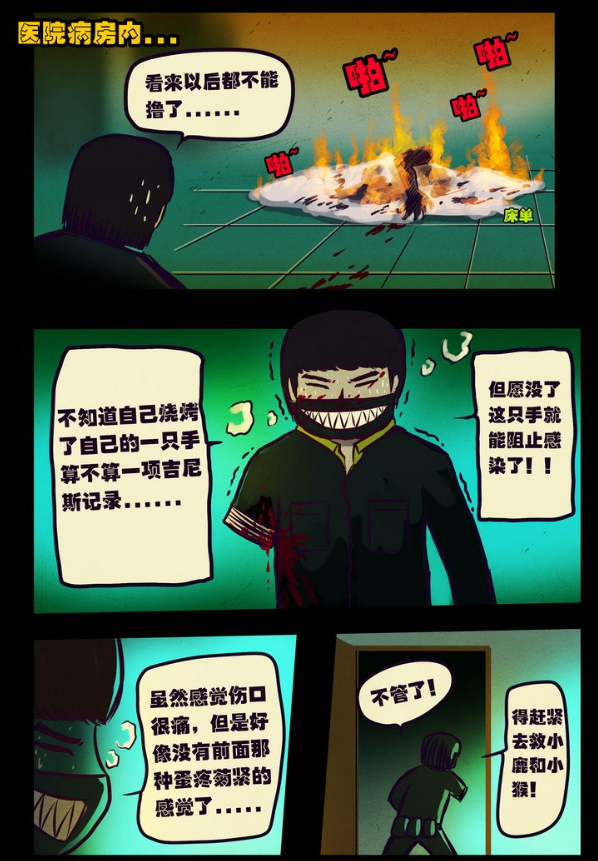 医院病房内...
看来以后都不能
撸了......
啪~
啪~
啪~
啪~
床单
不知道自己烧烤
了自己的一只手
算不算一项吉尼
斯记录......
但愿没了
这只手就
能阻止感
染了！！
虽然感觉伤口
很痛，但是好
像没有前面那
种蛋疼菊紧的
感觉了.....
不管了！
得赶紧
去救小
鹿和小
猴！